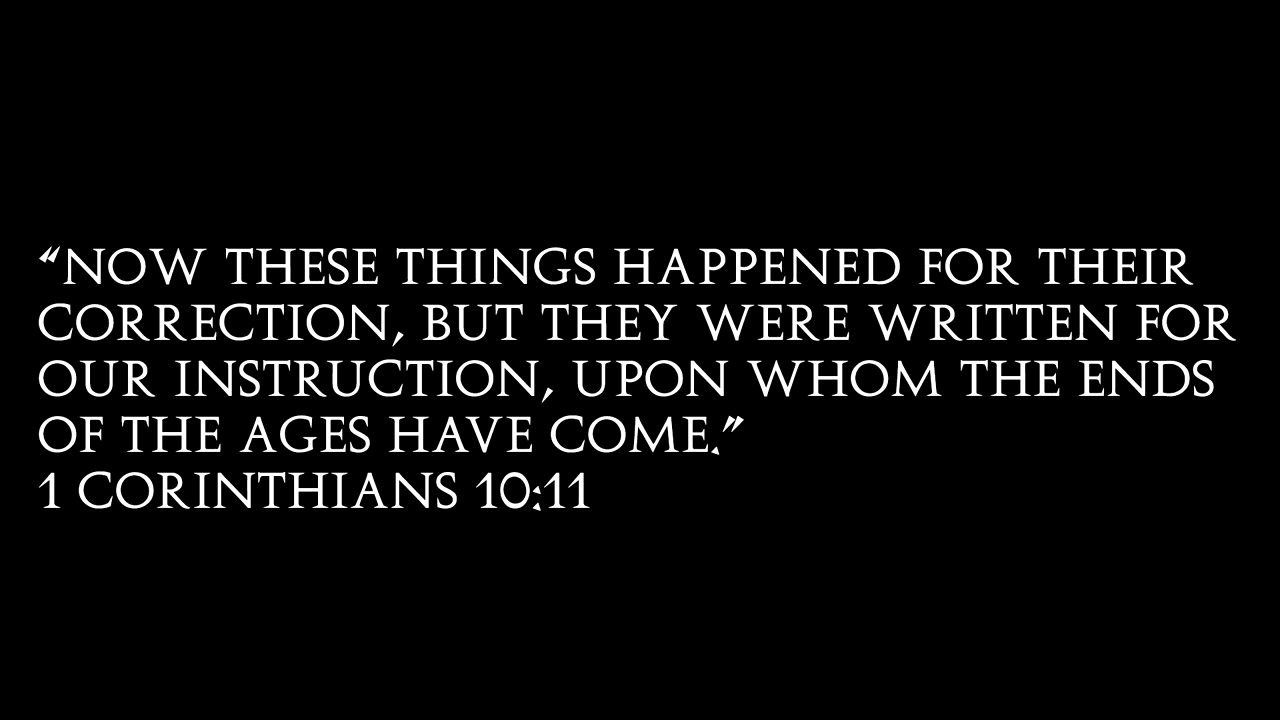 “NOW THESE THINGS HAPPENED FOR THEIR
CORRECTION, BUT THEY WERE WRITTEN FOR
OUR INSTRUCTION, UPON WHOM THE ENDS
OF THE AGES HAVE COME.”
1 CORINTHIANS 10:11